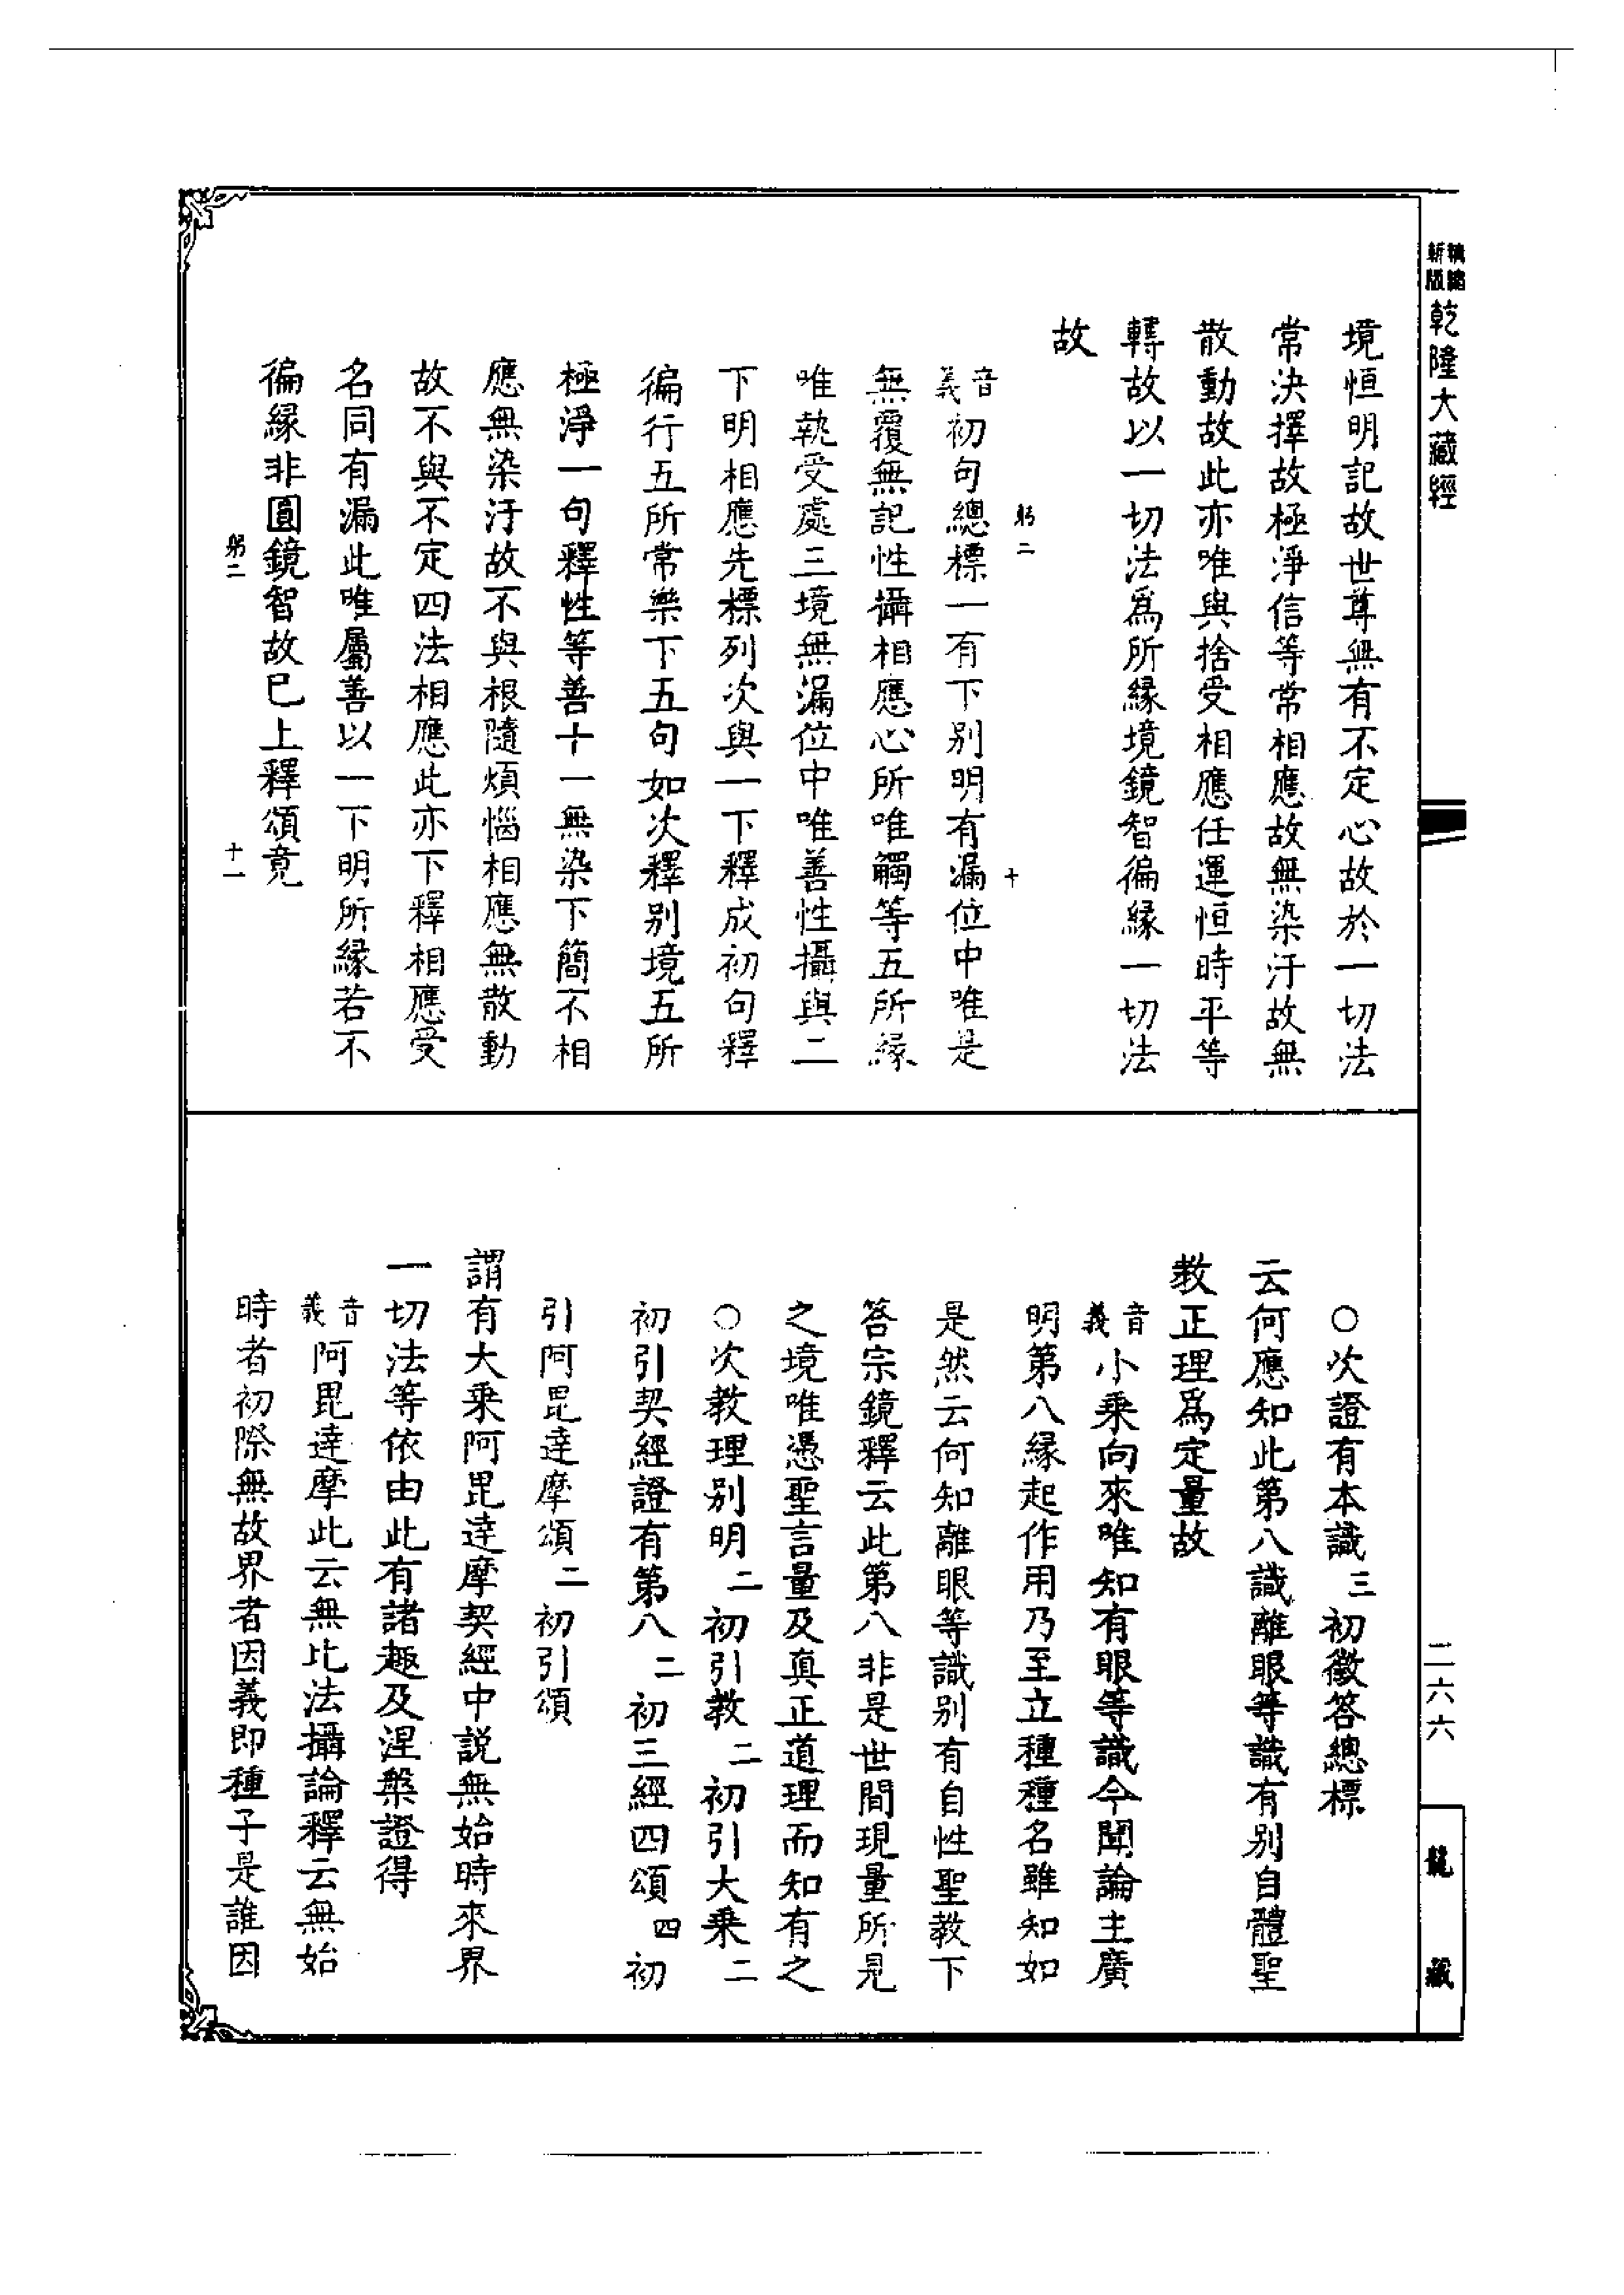 精縮
新版
乾隆大藏經
二六六
龍藏
境恒明記故世尊無有不定心故於一切法
常決擇故極淨信等常相應故無染汙故無
散動故此亦唯與捨受相應任運恒時平等
轉故以一切法爲所緣境鏡智徧緣一切法
故
躬二 十
音義初句總標一有下別明有漏位中唯是
無覆無記性攝相應心所唯觸等五所緣
唯執受處三境無漏位中唯善性攝與二
下明相應先標列次與一下釋成初句釋
徧行五所常樂下五句如次釋別境五所
極淨一句釋性等善十一無染下簡不相
應無染汙故不與根隨煩惱相應無散動
故不與不定四法相應此亦下釋相應受
名同有漏此唯屬善以一下明所緣若不
徧緣非圓鏡智故巳上釋頌竟
躬二 十一
○次證有本識三初徵答總標
云何應知此第八識離眼等識有別自體聖
教正理爲定量故
音義小乘向來唯知有眼等識今聞論主廣
明第八緣起作用乃至立種種名雖知如
是然云何知離眼等識別有自性聖教下
答宗鏡釋云此第八非是世間現量所見
之境唯憑聖言量及眞正道理而知有之
○次教理別明二初引教二初引大乘二
初引契經證有第八二初三經四頌四初
引阿毘達摩頌二初引頌
謂有大乘阿毘達摩契經中説無始時來界
一切法等依由此有諸趣及涅槃證得
音義阿毘達摩此云無比法攝論釋云無始
時者初際無故界者因義即種子是誰因